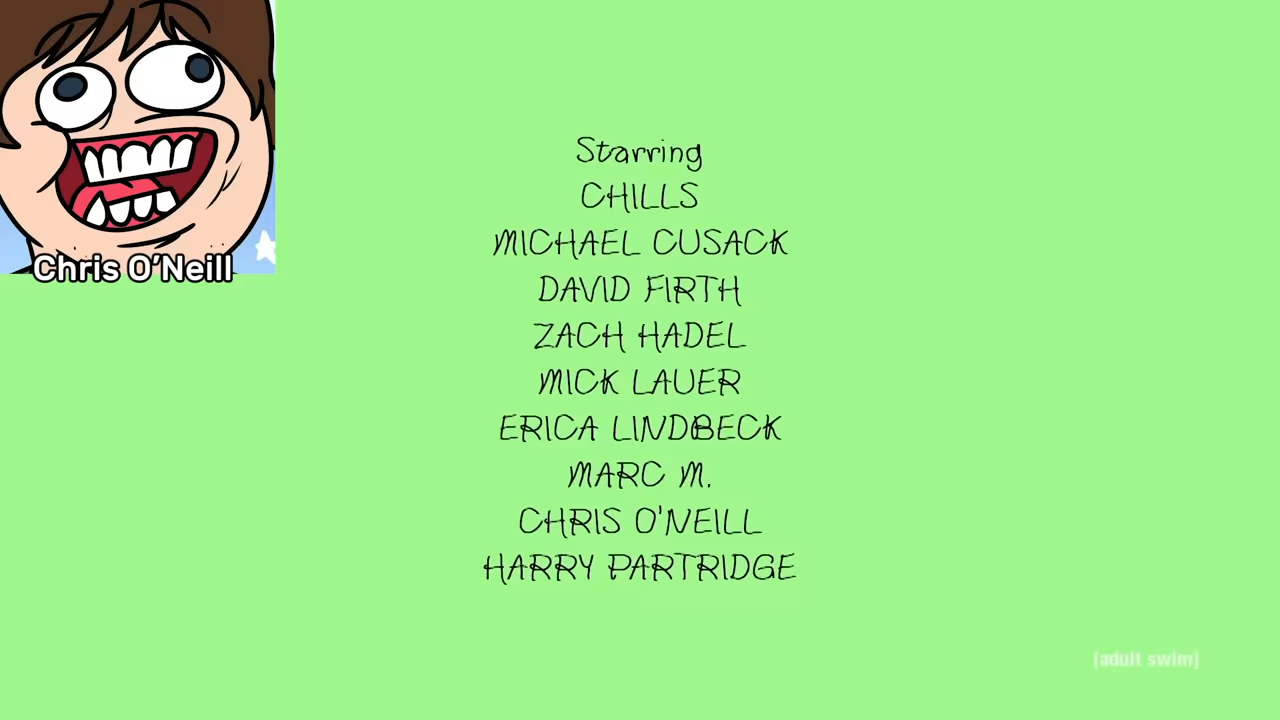 Chris O'Neill
Starring
CHILLS
MICHAEL CUSACK
DAVID FIRTH
ZACH HADEL
MICK LAUER
ERICA LINDBECK
MARC M.
CHRIS O'NEILL
HARRY PARTRIDGE
[adult swim]